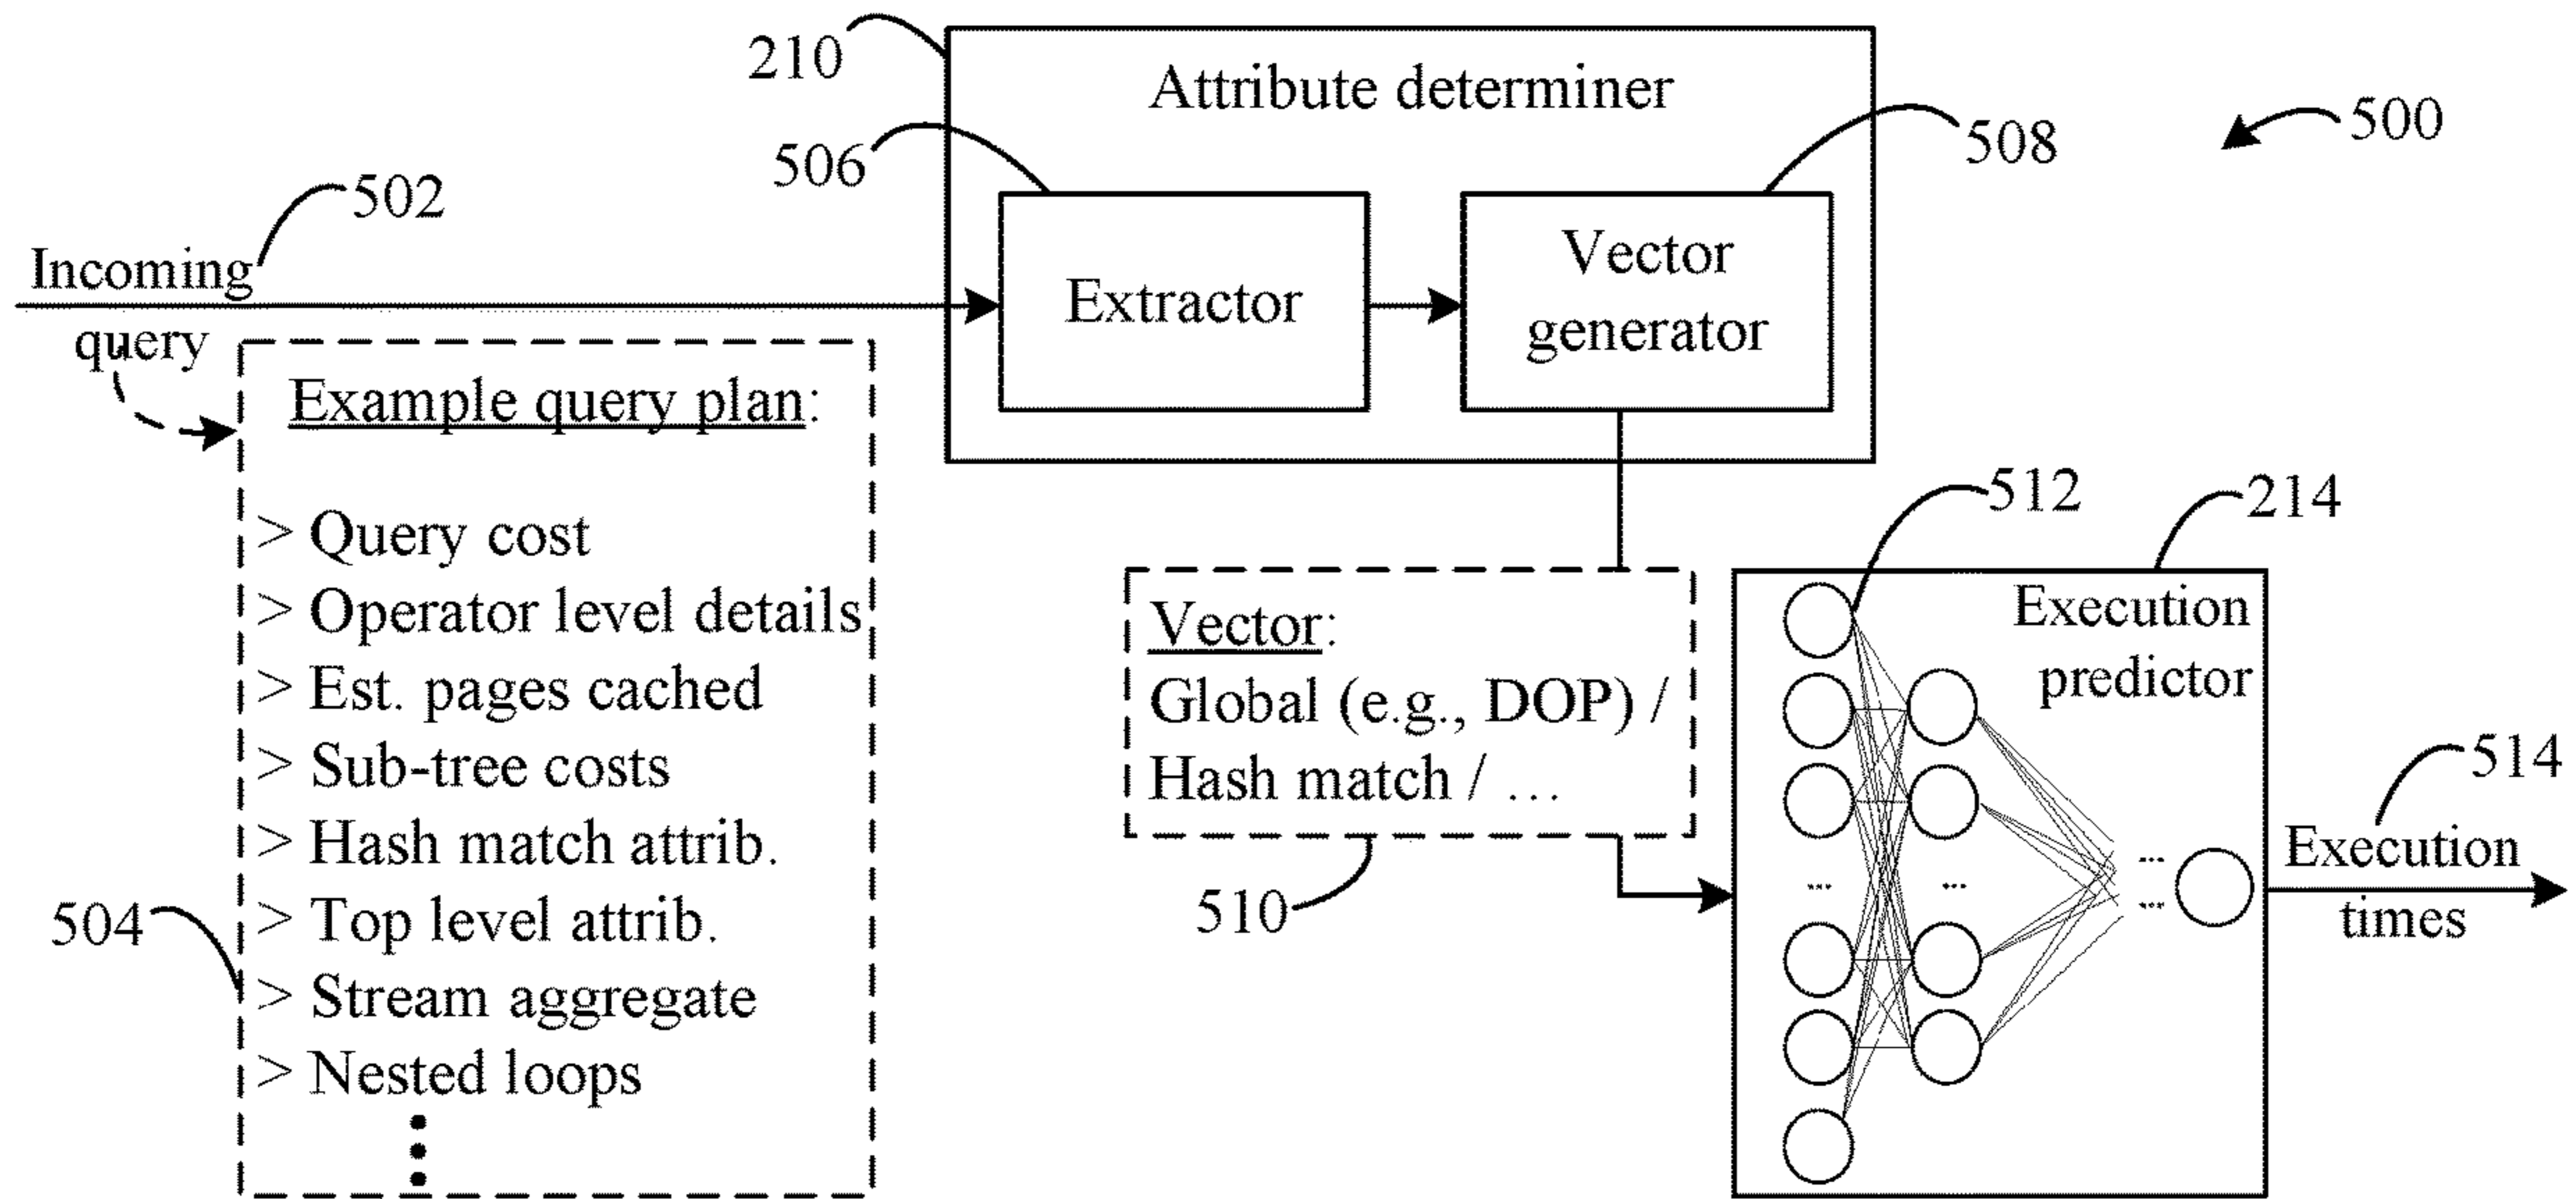 210
Attribute determiner
506
508
500
502
Incoming
query
Extractor
Vector
generator
Example query plan:
> Query cost
> Operator level details
> Est. pages cached
> Sub-tree costs
> Hash match attrib.
> Top level attrib.
> Stream aggregate
> Nested loops
504
Vector:
Global (e.g., DOP) /
Hash match / ...
510
512
214
Execution
predictor
...
...
...
...
514
Execution
times